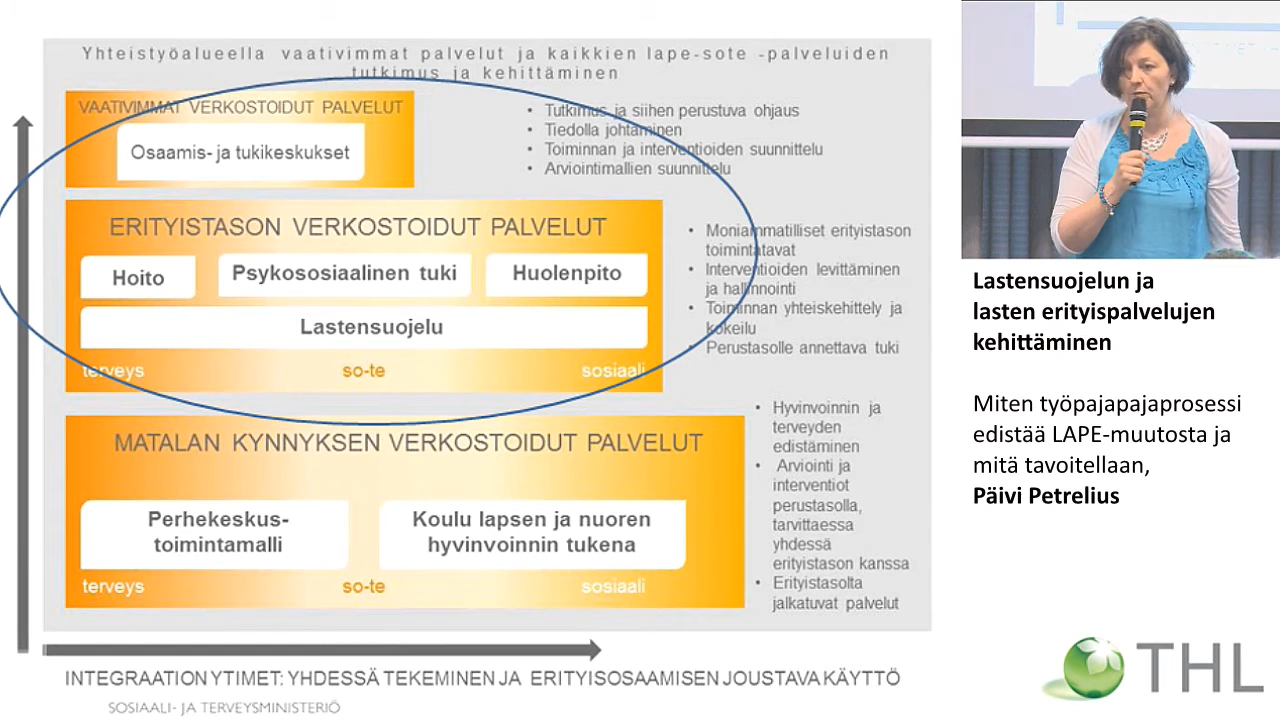 Yhteistyöalueella vaativimmat palvelut ja kaikkien lape-sote -palveluiden
tutkimus ja kehittäminen
VAATIVIMMAT VERKOSTOIDUT PALVELUT
Osaamis- ja tukikeskukset
• Tutkimus ja siihen perustuva ohjaus
• Tiedolla johtaminen
• Toiminnan ja interventioiden suunnittelu
• Arviointimallien suunnittelu
ERITYISTASON VERKOSTOIDUT PALVELUT
Hoito
Psykososiaalinen tuki
Huolenpito
Lastensuojelu
terveys
so-te
sosiaali
• Moniammatilliset erityistason
toimintatavat
• Interventioiden levittäminen
ja hallinnointi
• Toiminnan yhteiskehittely ja
kokeilu
• Perustasolle annettava tuki
MATALAN KYNNYKSEN VERKOSTOIDUT PALVELUT
Perhekeskus-
toimintamalli
Koulu lapsen ja nuoren
hyvinvoinnin tukena
terveys
so-te
sosiaali
• Hyvinvoinnin ja
terveyden
edistäminen
• Arviointi ja
interventiot
perustasolla,
tarvittaessa
yhdessä
erityistason kanssa
• Erityistasolta
jalkatuvat palvelut
INTEGRAATION YTIMET: YHDESSÄ TEKEMINEN JA ERITYISOSAAMISEN JOUSTAVA KÄYTTÖ
SOSIAALI- JA TERVEYSMINISTERIÖ
Lastensuojelun ja
lasten erityispalvelujen
kehittäminen
Miten työpajapajaprosessi
edistää LAPE-muutosta ja
mitä tavoitellaan,
Päivi Petrelius
THL